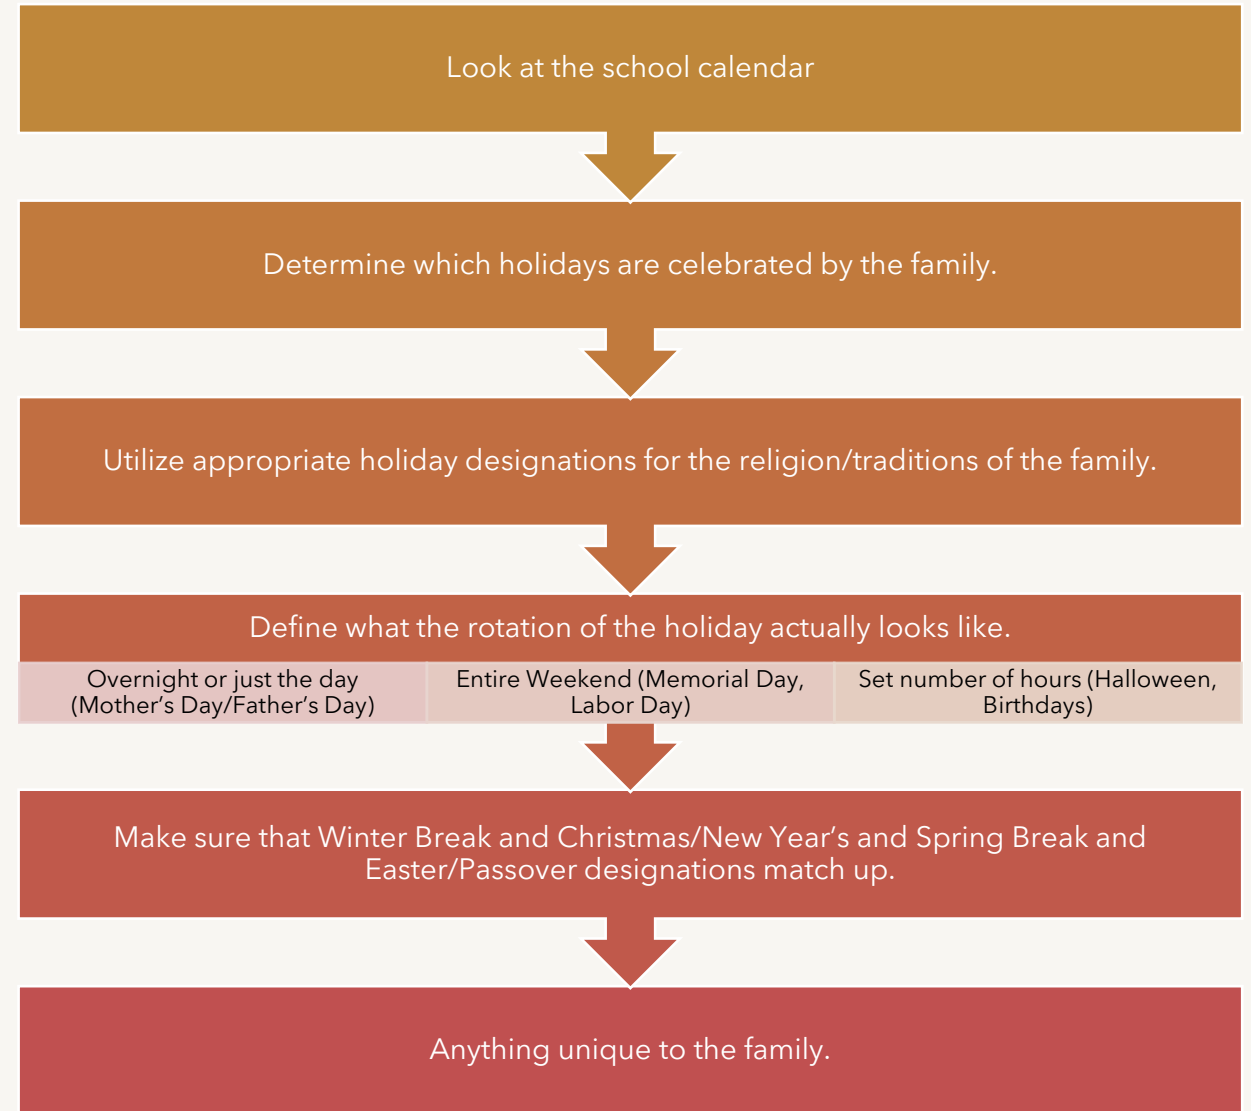 Look at the school calendar
Determine which holidays are celebrated by the family.
Utilize appropriate holiday designations for the religion/traditions of the family.
Define what the rotation of the holiday actually looks like.
Overnight or just the day
(Mother’s Day/Father’s Day)
Entire Weekend (Memorial Day,
Labor Day)
Set number of hours (Halloween,
Birthdays)
Make sure that Winter Break and Christmas/New Year’s and Spring Break and
Easter/Passover designations match up.
Anything unique to the family.